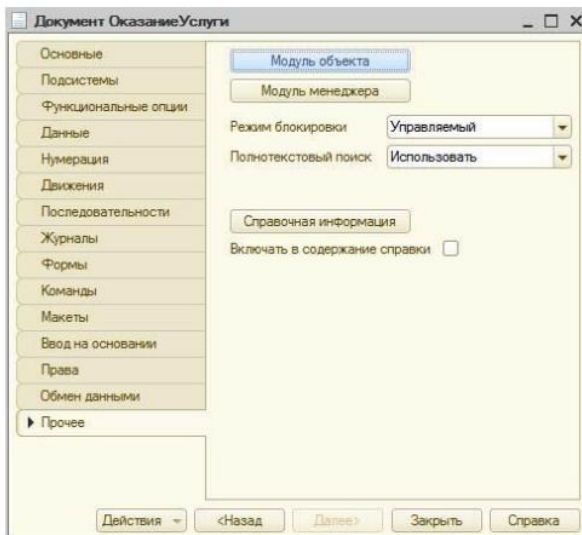 Документ ОказаниеУслуги
Основные
Подсистемы
Функциональные опции
Данные
Нумерация
Движения
Последовательности
Журналы
Формы
Команды
Макеты
Ввод на основании
Права
Обмен данными
Прочее
Модуль объекта
Модуль менеджера
Режим блокировки Управляемый
Полнотекстовый поиск Использовать
Справочная информация
Включать в содержание справки
Действия <Назад Далее> Закрыть Справка